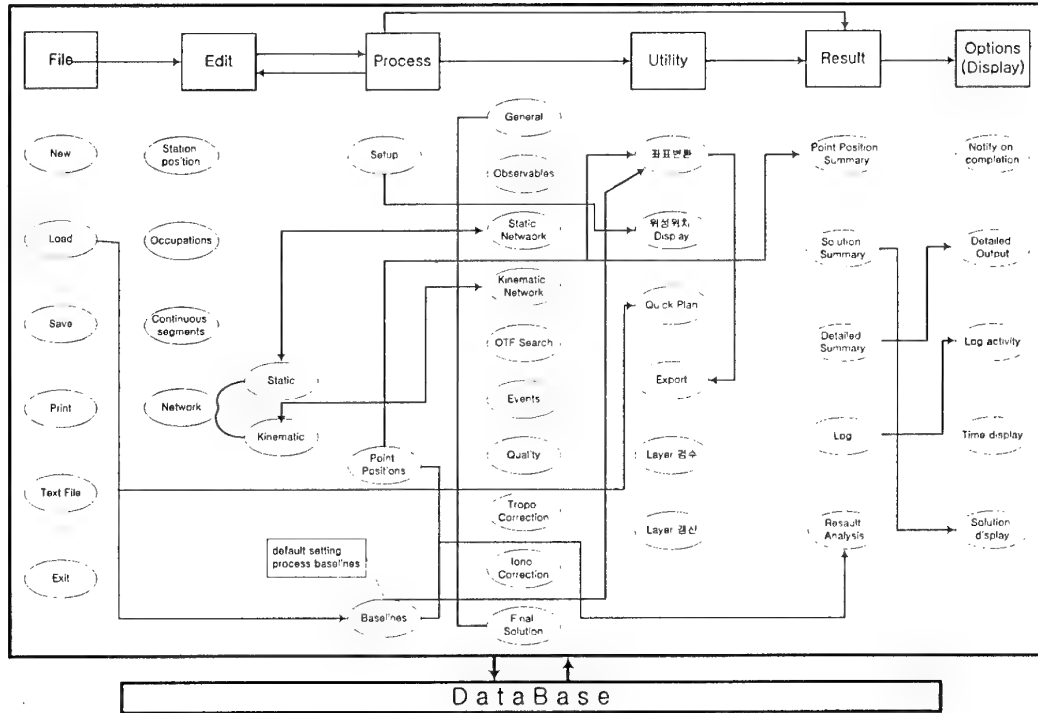 File
Edit
Process
Utility
Result
Options
(Display)
New
Load
Save
Print
Text File
Exit
Station
position
Occupations
Continuous
segments
Network
Static
Kinematic
Setup
Point
Positions
default setting
process baselines
Baselines
General
Observables
Static
Netwaork
Kinematic
Network
OTF Search
Events
Quality
Tropo
Correction
Iono
Correction
Final
Solution
좌표변환
위성위치
Display
Quick Plan
Export
Layer 검수
Layer 갱신
Point Position
Summary
Solution
Summary
Detailed
Summary
Log
Resault
Analysis
Notify on
completion
Detailed
Output
Log activity
Time display
Solution
display
DataBase